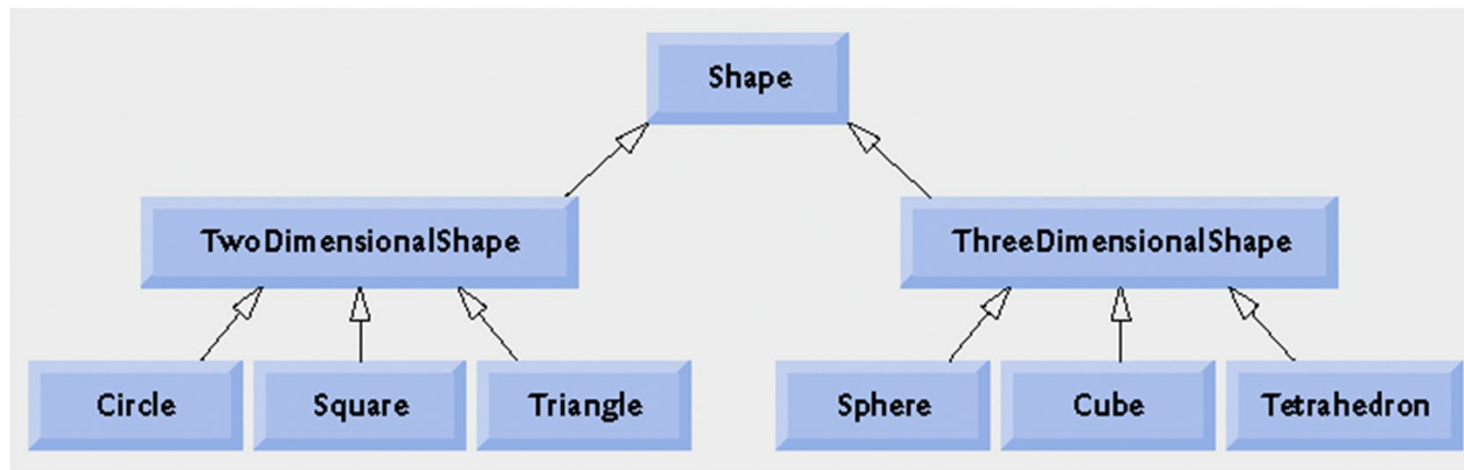 Shape
TwoDimensionalShape
ThreeDimensionalShape
Circle
Square
Triangle
Sphere
Cube
Tetrahedron